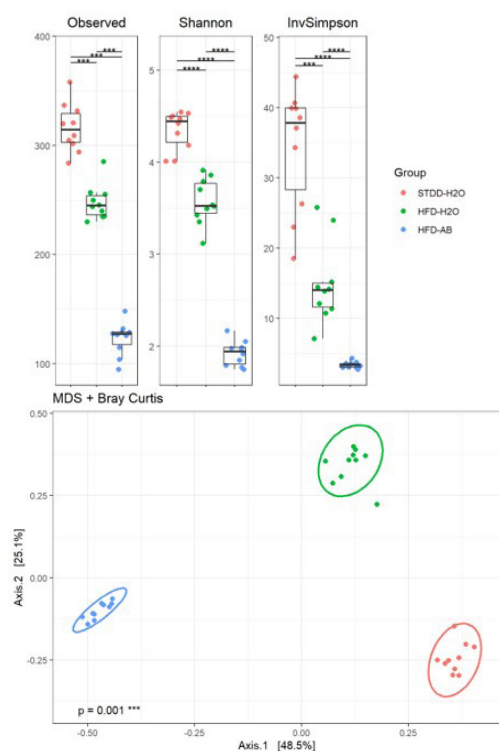 Observed
Shannon
InvSimpson
***
****
****
***
****
****
***
****
***
400
300
200
100
5
4
3
2
50
40
30
20
10
Group
STDD-H2O
HFD-H2O
HFD-AB
MDS + Bray Curtis
0.50
0.25
0.00
-0.25
Axis.2 [25.1%]
p = 0.001 ***
-0.50
-0.25
0.00
0.25
Axis.1 [48.5%]